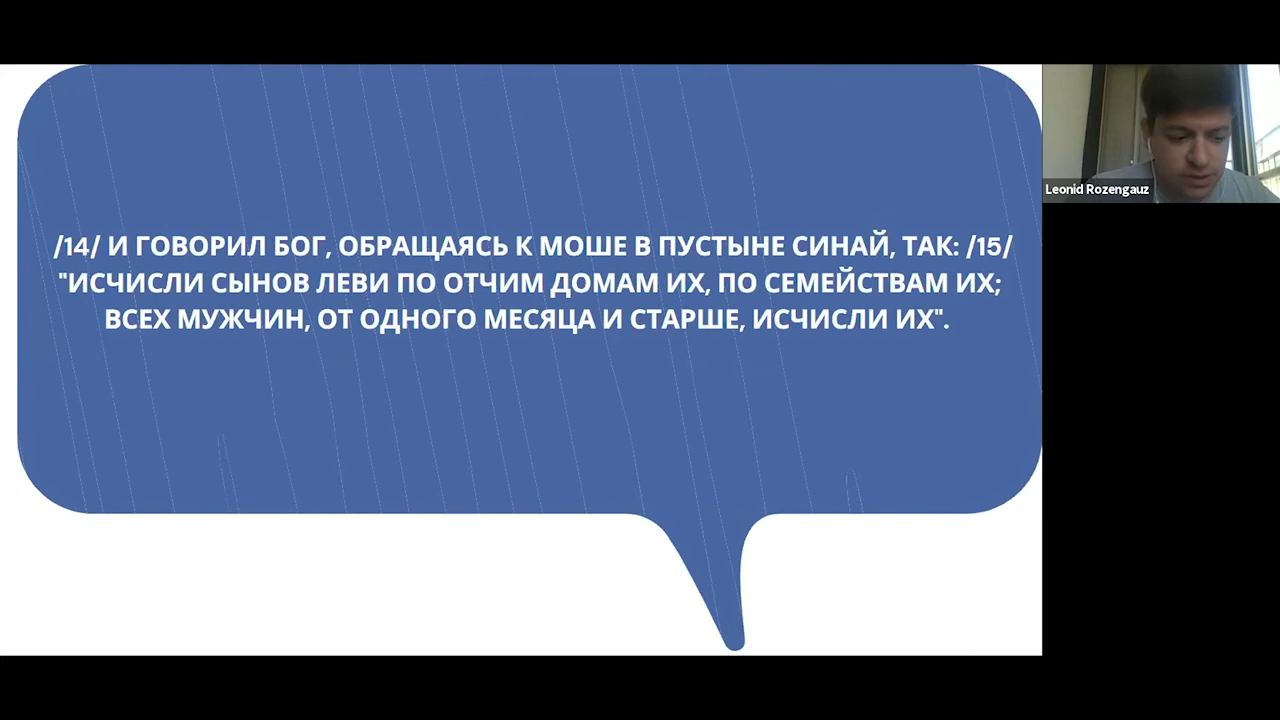 /14/ И ГОВОРИЛ БОГ, ОБРАЩАЯСЬ К МОШЕ В ПУСТЫНЕ СИНАЙ, ТАК: /15/
"ИСЧИСЛИ СЫНОВ ЛЕВИ ПО ОТЧИМ ДОМАМ ИХ, ПО СЕМЕЙСТВАМ ИХ;
ВСЕХ МУЖЧИН, ОТ ОДНОГО МЕСЯЦА И СТАРШЕ, ИСЧИСЛИ ИХ".
Leonid Rozengauz